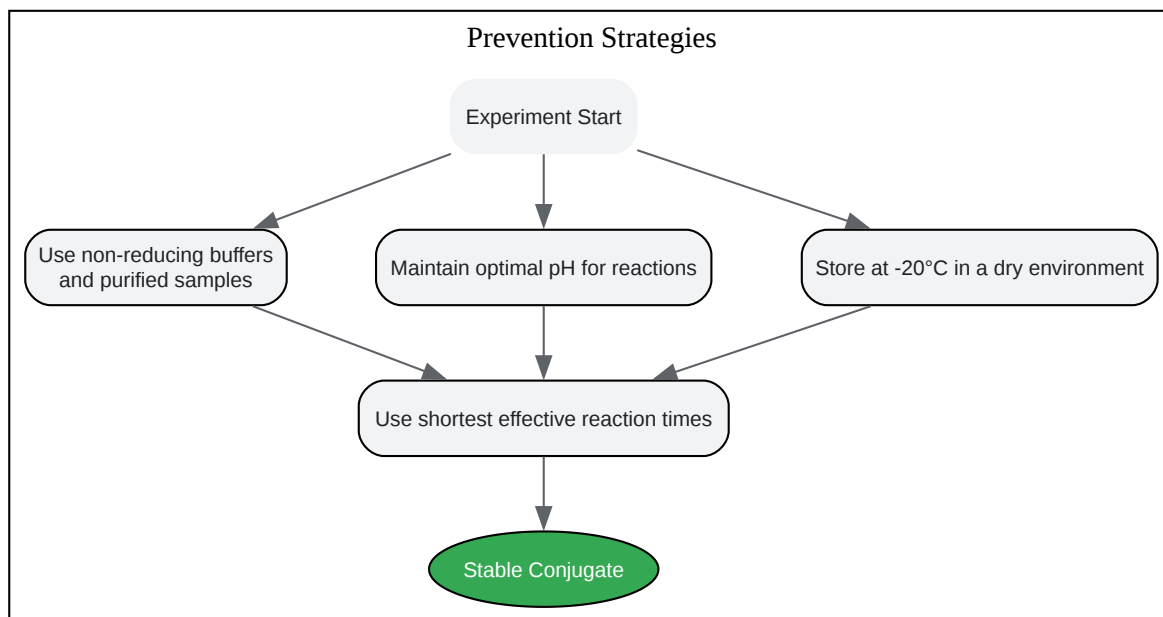 Prevention Strategies
Experiment Start
Use non-reducing buffers
and purified samples
Maintain optimal pH for reactions
Store at -20°C in a dry environment
Use shortest effective reaction times
Stable Conjugate